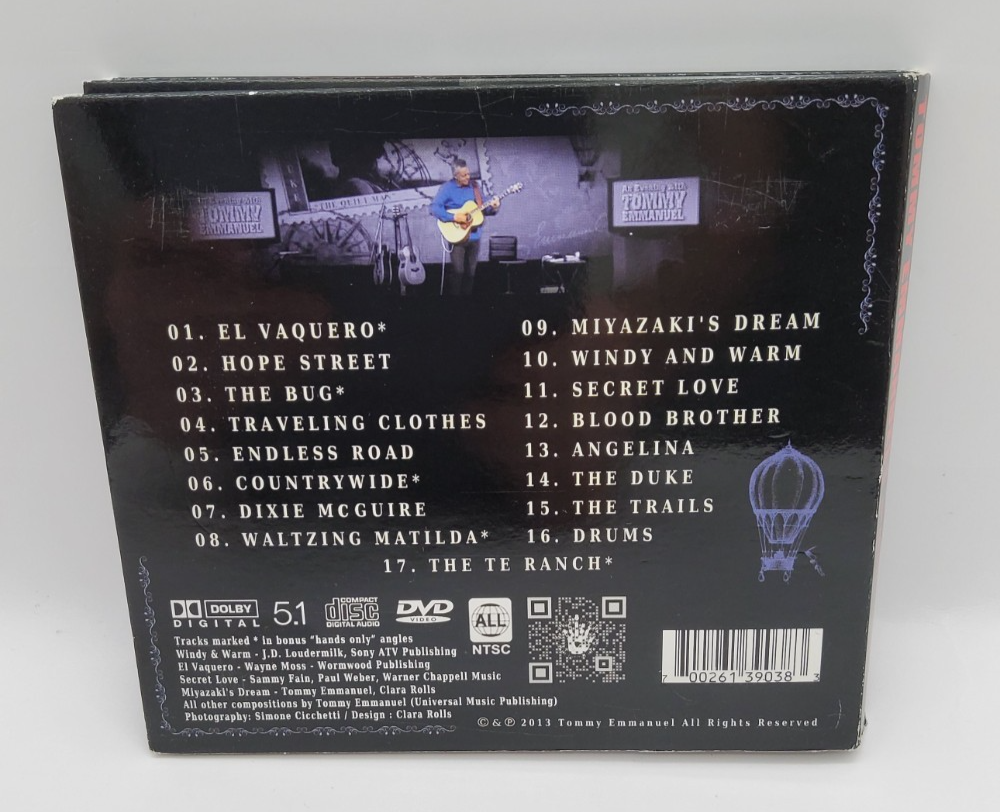 TOMMY
An Evening with
TOMMY
EMMANUEL
THE QUIET MAN
An Evening with
TOMMY
EMMANUEL
01. EL VAQUERO*
02. HOPE STREET
03. THE BUG*
04. TRAVELING CLOTHES
05. ENDLESS ROAD
06. COUNTRYWIDE*
07. DIXIE MCGUIRE
08. WALTZING MATILDA*
09. MIYAZAKI'S DREAM
10. WINDY AND WARM
11. SECRET LOVE
12. BLOOD BROTHER
13. ANGELINA
14. THE DUKE
15. THE TRAILS
16. DRUMS
17. THE TE RANCH*
DOLBY
DIGITAL
5.1
COMPACT
disc
DIGITAL AUDIO
DVD
VIDEO
ALL
NTSC
Tracks marked * in bonus "hands only" angles
Windy & Warm - J.D. Loudermilk, Sony ATV Publishing
El Vaquero - Wayne Moss - Wormwood Publishing
Secret Love - Sammy Fain, Paul Weber, Warner Chappell Music
Miyazaki's Dream - Tommy Emmanuel, Clara Rolls
All other compositions by Tommy Emmanuel (Universal Music Publishing)
Photography: Simone Cicchetti / Design : Clara Rolls
7 00261 39038 3
©&℗ 2013 Tommy Emmanuel All Rights Reserved